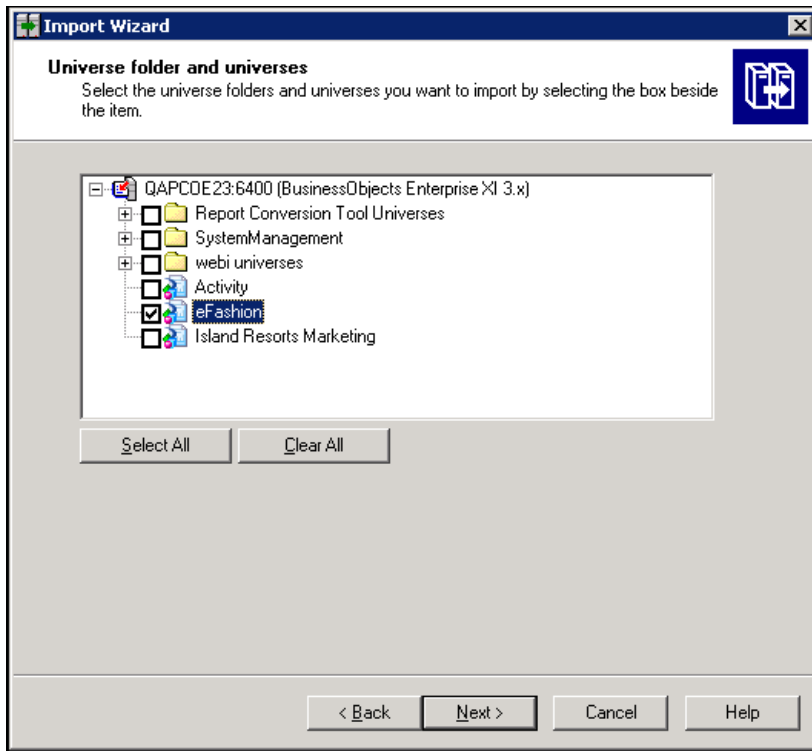 Import Wizard
Universe folder and universes
Select the universe folders and universes you want to import by selecting the box beside
the item.
QAPCOE23:6400 (BusinessObjects Enterprise XI 3.x)
Report Conversion Tool Universes
SystemManagement
webi universes
Activity
eFashion
Island Resorts Marketing
Select All Clear All
< Back Next > Cancel Help